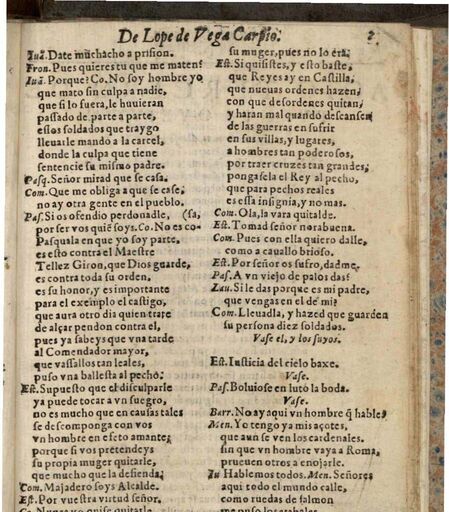 De Lope de Vega Carpio. 2
Iuā. Date muchacho a prision.
Fron. Pues quieres tu que me maten?
Iuā. Porque? Co. No soy hombre yo
que mato sin culpa a nadie,
que si lo fuera, le huuieran
passado de parte a parte,
essos soldados que traygo
lleuarle mando a la carcel,
donde la culpa que tiene
sentencie su mismo padre.
Pasq. Señor mirad que se casa.
Com. Que me obliga a que se case;
no ay otra gente en el pueblo.
Pas. Si os ofendio perdonadle, (sa,
por ser vos quiē soys. Co. No es co-
Pasquala en que yo soy parte.
es esto contra el Maestre
Tellez Giron, que Dios guarde,
es contra toda su orden.
es su honor, y es importante
para el exemplo el castigo,
que aura otro dia quien trate
de alçar pendon contra el,
pues ya sabeys que vna tarde
al Comendador mayor,
que vassallos tan leales,
puso vna ballesta al pecho.
Est. Supuesto que el disculparle
ya puede tocar a vn suegro,
no es mucho que en causas tales
se descomponga con vos
vn hombre en efeto amante;
porque si vos pretendeys
su propia muger quitarle,
que mucho que la defienda;
Com. Majadero soys Alcalde.
Est. Por vuestra virtud señor.
Co. Nunca yo quise quitarle
su muger, pues no lo era.
Est. Si quisistes, y esto baste,
que Reyes ay en Castilla,
que nueuas ordenes hazen,
con que desordenes quitan,
y haran mal quando descansen
de las guerras en sufrir
en sus villas, y lugares,
a hombres tan poderosos,
por traer cruzes tan grandes;
pongasela el Rey al pecho,
que para pechos reales
es essa insignia, y no mas.
Com. Ola, la vara quitalde.
Est. Tomad señor norabuena.
Com. Pues con ella quiero dalle,
como a cauallo brioso.
Est. Por señor os sufro, dadme.
Pas. A vn viejo de palos das?
Lau. Si le das porque es mi padre,
que vengas en el de mi?
Com. Lleuadla, y hazed que guarden
su persona diez soldados.
Vase el, y los suyos.
Est. Iusticia del cielo baxe.
Vase.
Pas. Boluiose en luto la boda.
Vase.
Barr. No ay aqui vn hombre q̄ hable?
Men. Yo tengo ya mis açotes,
que aun se ven los cardenales.
sin que vn hombre vaya a Roma,
prueuen otros a enojarle.
Iu Hablemos todos. Men. Señores
aqui todo el mundo calle,
como ruedas de salmon